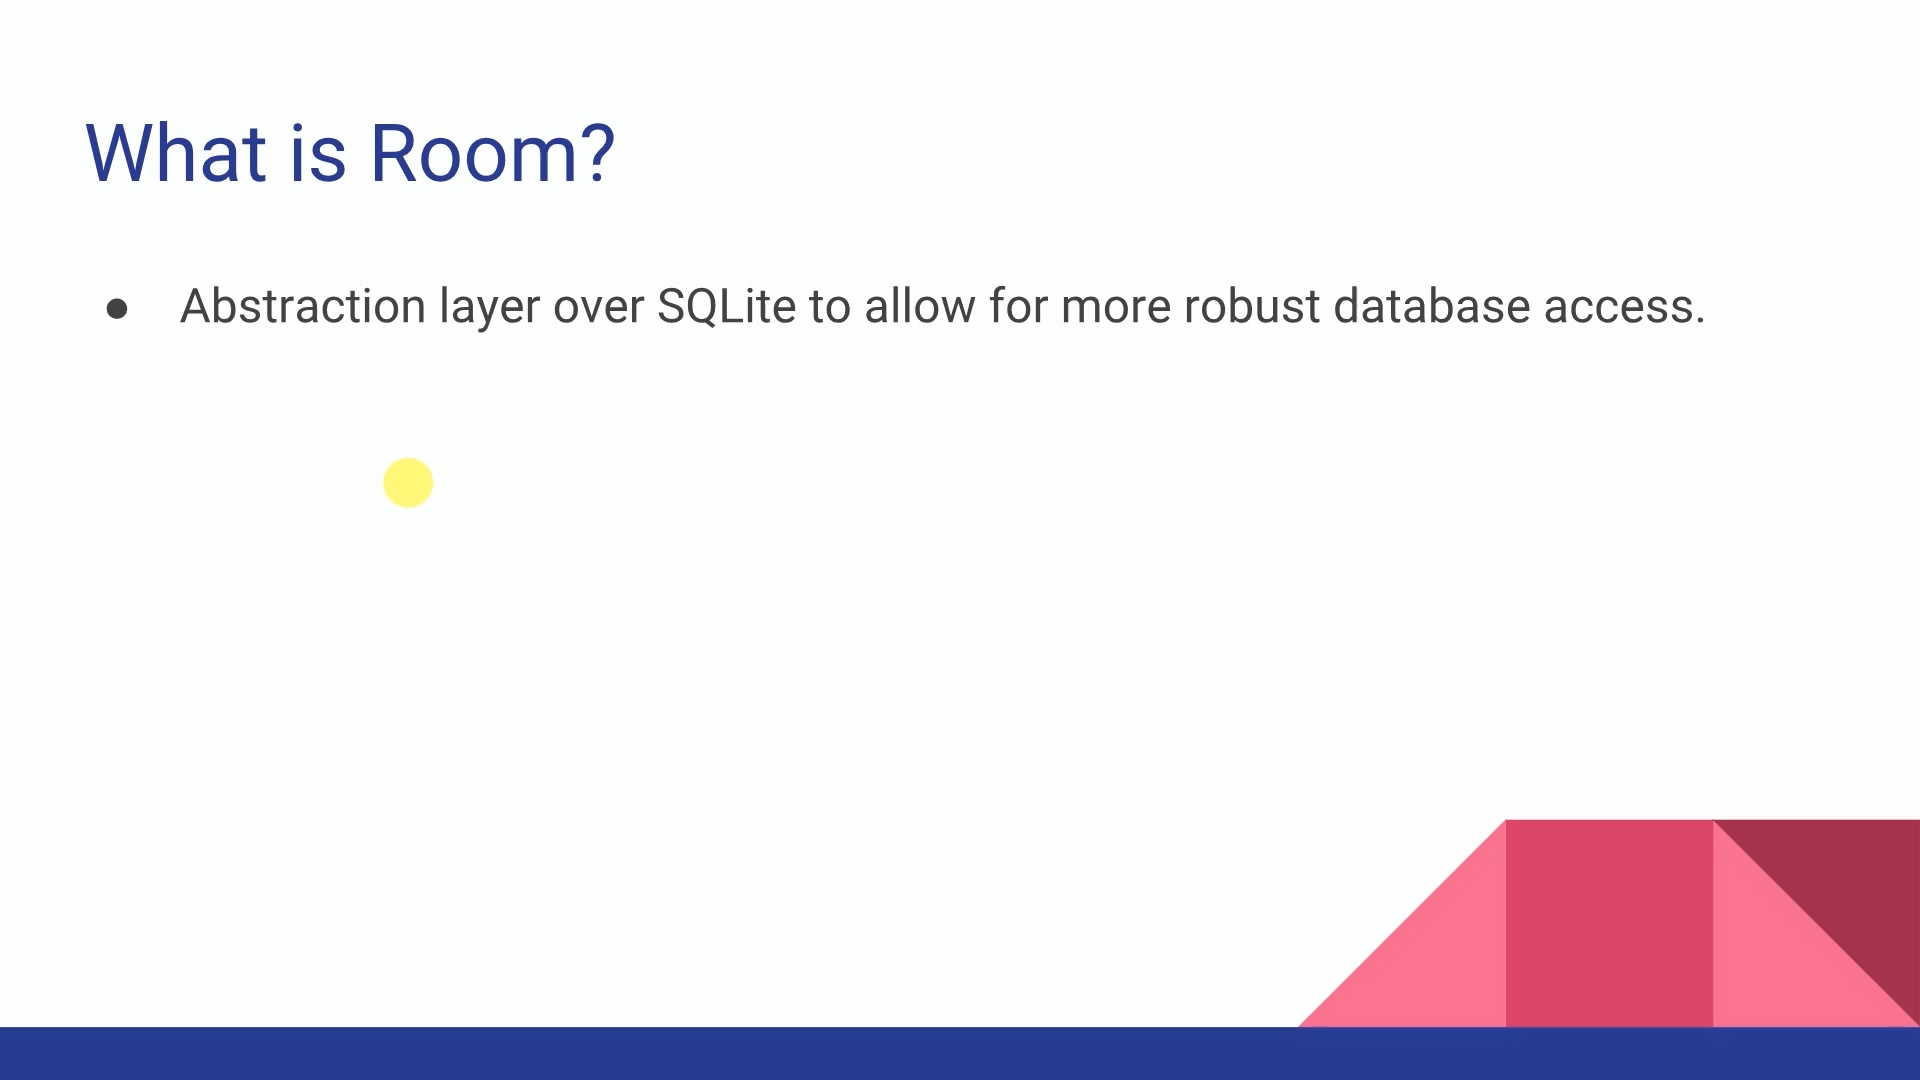 What is Room?
● Abstraction layer over SQLite to allow for more robust database access.